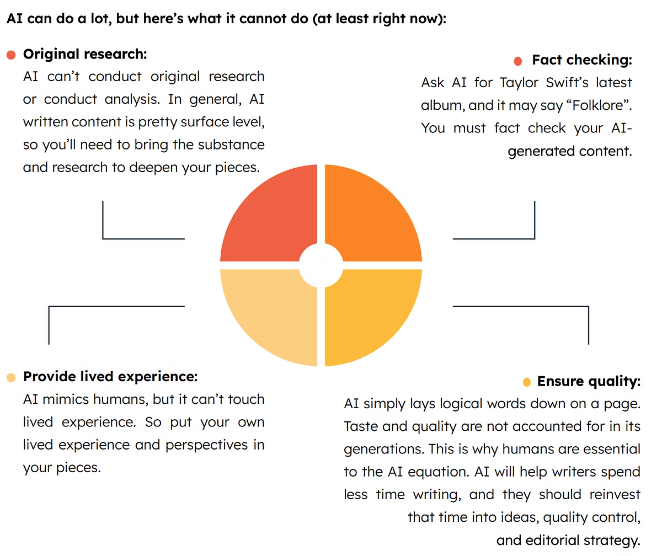 AI can do a lot, but here's what it cannot do (at least right now):
Original research:
AI can't conduct original research
or conduct analysis. In general, AI
written content is pretty surface level,
so you'll need to bring the substance
and research to deepen your pieces.
Fact checking:
Ask AI for Taylor Swift's latest
album, and it may say “Folklore”.
You must fact check your AI-
generated content.
Provide lived experience:
AI mimics humans, but it can't touch
lived experience. So put your own
lived experience and perspectives in
your pieces.
Ensure quality:
AI simply lays logical words down on a page.
Taste and quality are not accounted for in its
generations. This is why humans are essential
to the AI equation. AI will help writers spend
less time writing, and they should reinvest
that time into ideas, quality control,
and editorial strategy.